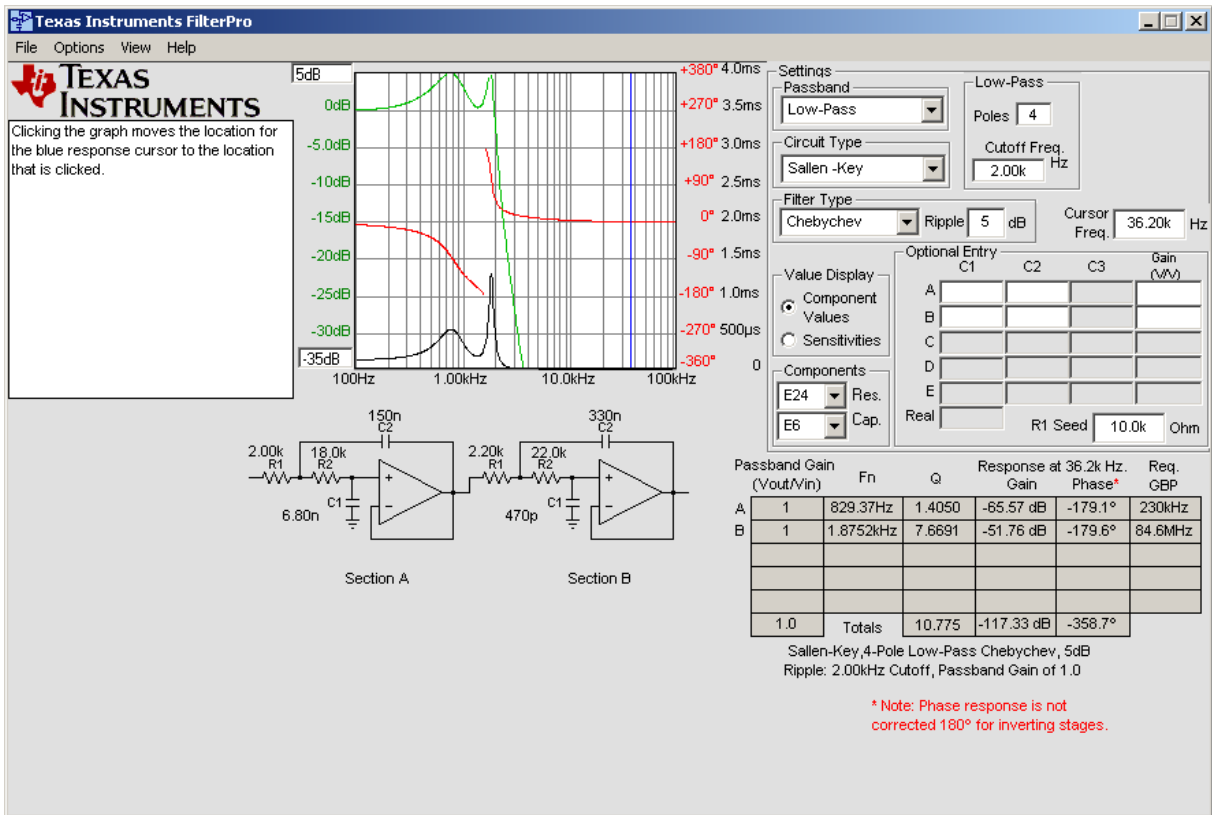 Texas Instruments FilterPro
File Options View Help
TEXAS
INSTRUMENTS
Clicking the graph moves the location for
the blue response cursor to the location
that is clicked.
5dB
0dB
-5.0dB
-10dB
-15dB
-20dB
-25dB
-30dB
-35dB
+380° 4.0ms
+270° 3.5ms
+180° 3.0ms
+90° 2.5ms
0° 2.0ms
-90° 1.5ms
-180° 1.0ms
-270° 500µs
-360° 0
100Hz 1.00kHz 10.0kHz 100kHz
Settings
Passband
Low-Pass
Circuit Type
Sallen -Key
Filter Type
Chebychev Ripple 5 dB
Low-Pass
Poles 4
Cutoff Freq.
2.00k Hz
Cursor
Freq. 36.20k Hz
Value Display
Component
Values
Sensitivities
Components
E24 Res.
E6 Cap.
Optional Entry
C1 C2 C3 Gain
(V/V)
A
B
C
D
E
Real
R1 Seed 10.0k Ohm
150n
C2
2.00k 18.0k
R1 R2
C1
6.80n
+
-
Section A
330n
C2
2.20k 22.0k
R1 R2
C1
470p
+
-
Section B
Passband Gain
(Vout/Vin) Fn Q Response at 36.2k Hz. Req.
Gain Phase* GBP
A 1 829.37Hz 1.4050 -65.57 dB -179.1° 230kHz
B 1 1.8752kHz 7.6691 -51.76 dB -179.6° 84.6MHz
1.0 Totals 10.775 -117.33 dB -358.7°
Sallen-Key,4-Pole Low-Pass Chebychev, 5dB
Ripple: 2.00kHz Cutoff, Passband Gain of 1.0
* Note: Phase response is not
corrected 180° for inverting stages.